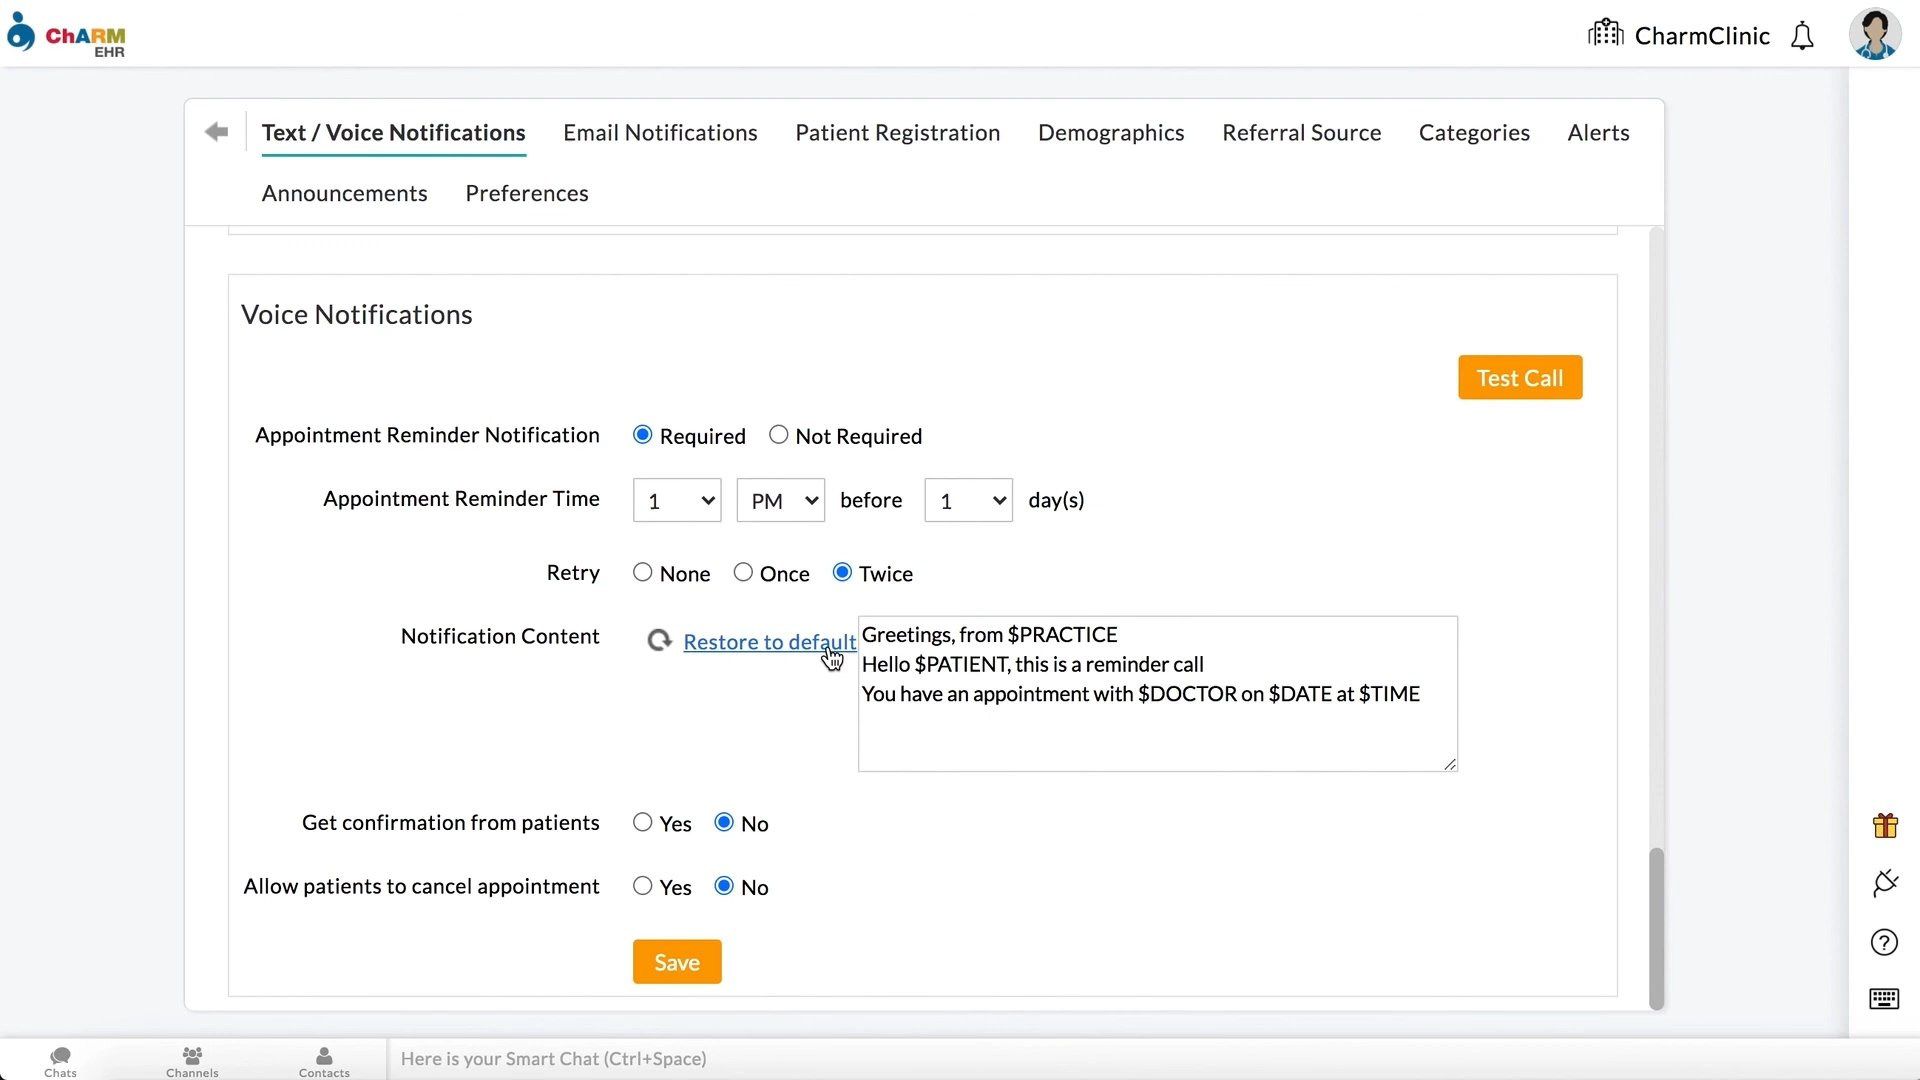 ChARM
EHR
CharmClinic
Text / Voice Notifications
Email Notifications
Patient Registration
Demographics
Referral Source
Categories
Alerts
Announcements
Preferences
Voice Notifications
Test Call
Appointment Reminder Notification
Required
Not Required
Appointment Reminder Time
1
PM
before
1
day(s)
Retry
None
Once
Twice
Notification Content
Restore to default
Greetings, from $PRACTICE
Hello $PATIENT, this is a reminder call
You have an appointment with $DOCTOR on $DATE at $TIME
Get confirmation from patients
Yes
No
Allow patients to cancel appointment
Yes
No
Save
Chats
Channels
Contacts
Here is your Smart Chat (Ctrl+Space)